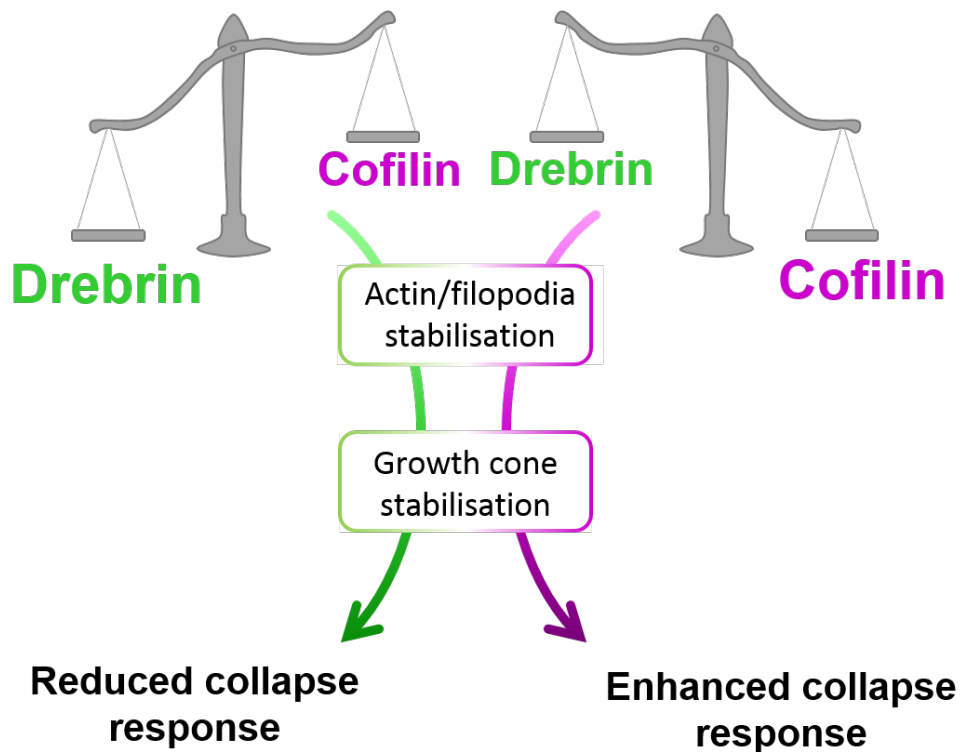 Cofilin
Drebrin
Drebrin
Cofilin
Actin/filopodia
stabilisation
Growth cone
stabilisation
Reduced collapse
response
Enhanced collapse
response